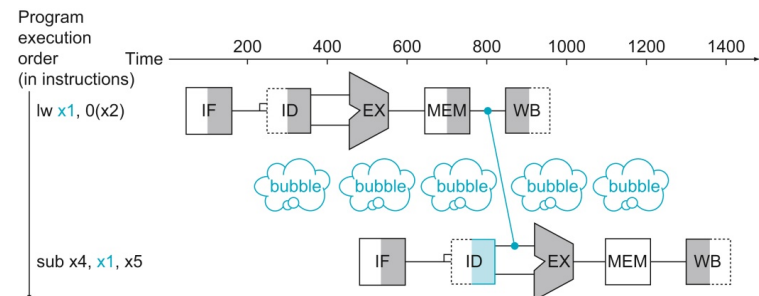 Program
execution
order
(in instructions)
Time
200 400 600 800 1000 1200 1400
lw x1, 0(x2)
IF ID EX MEM WB
bubble bubble bubble bubble bubble
sub x4, x1, x5
IF ID EX MEM WB